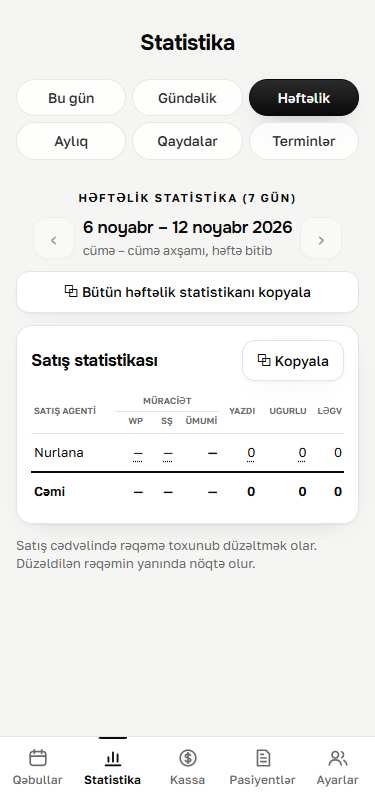 Statistika
Bu gün
Gündəlik
Həftəlik
Aylıq
Qaydalar
Terminlər
HƏFTƏLİK STATİSTİKA (7 GÜN)
‹ 6 noyabr – 12 noyabr 2026 ›
cümə – cümə axşamı, həftə bitib
Bütün həftəlik statistikanı kopyala
Satış statistikası
Kopyala
SATIŞ AGENTİ MÜRACİƏT YAZDI UĞURLU LƏĞV
WP SŞ ÜMUMİ
Nurlana – – – 0 0 0
Cəmi – – – 0 0 0
Satış cədvəlində rəqəmə toxunub düzəltmək olar.
Düzəldilən rəqəmin yanında nöqtə olur.
Qəbullar Statistika Kassa Pasiyentlər Ayarlar